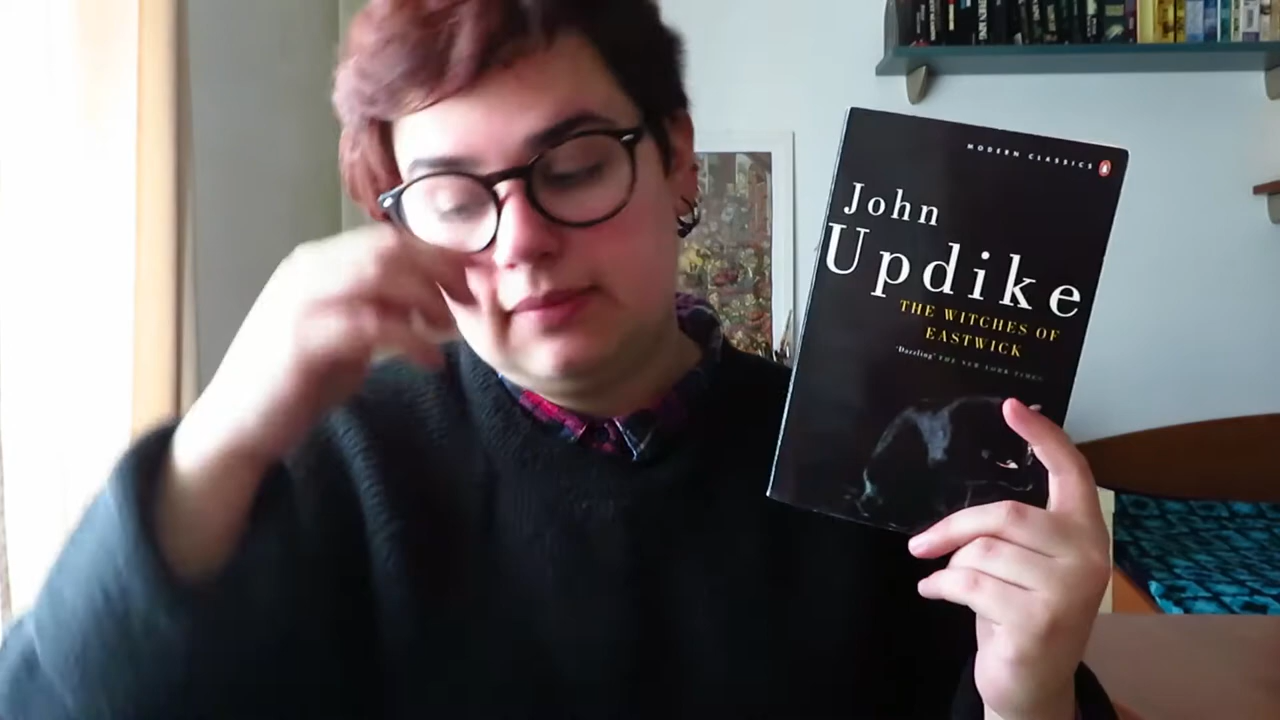 MODERN CLASSICS
John
Updike
THE WITCHES OF
EASTWICK
'Dazzling' THE NEW YORK TIMES